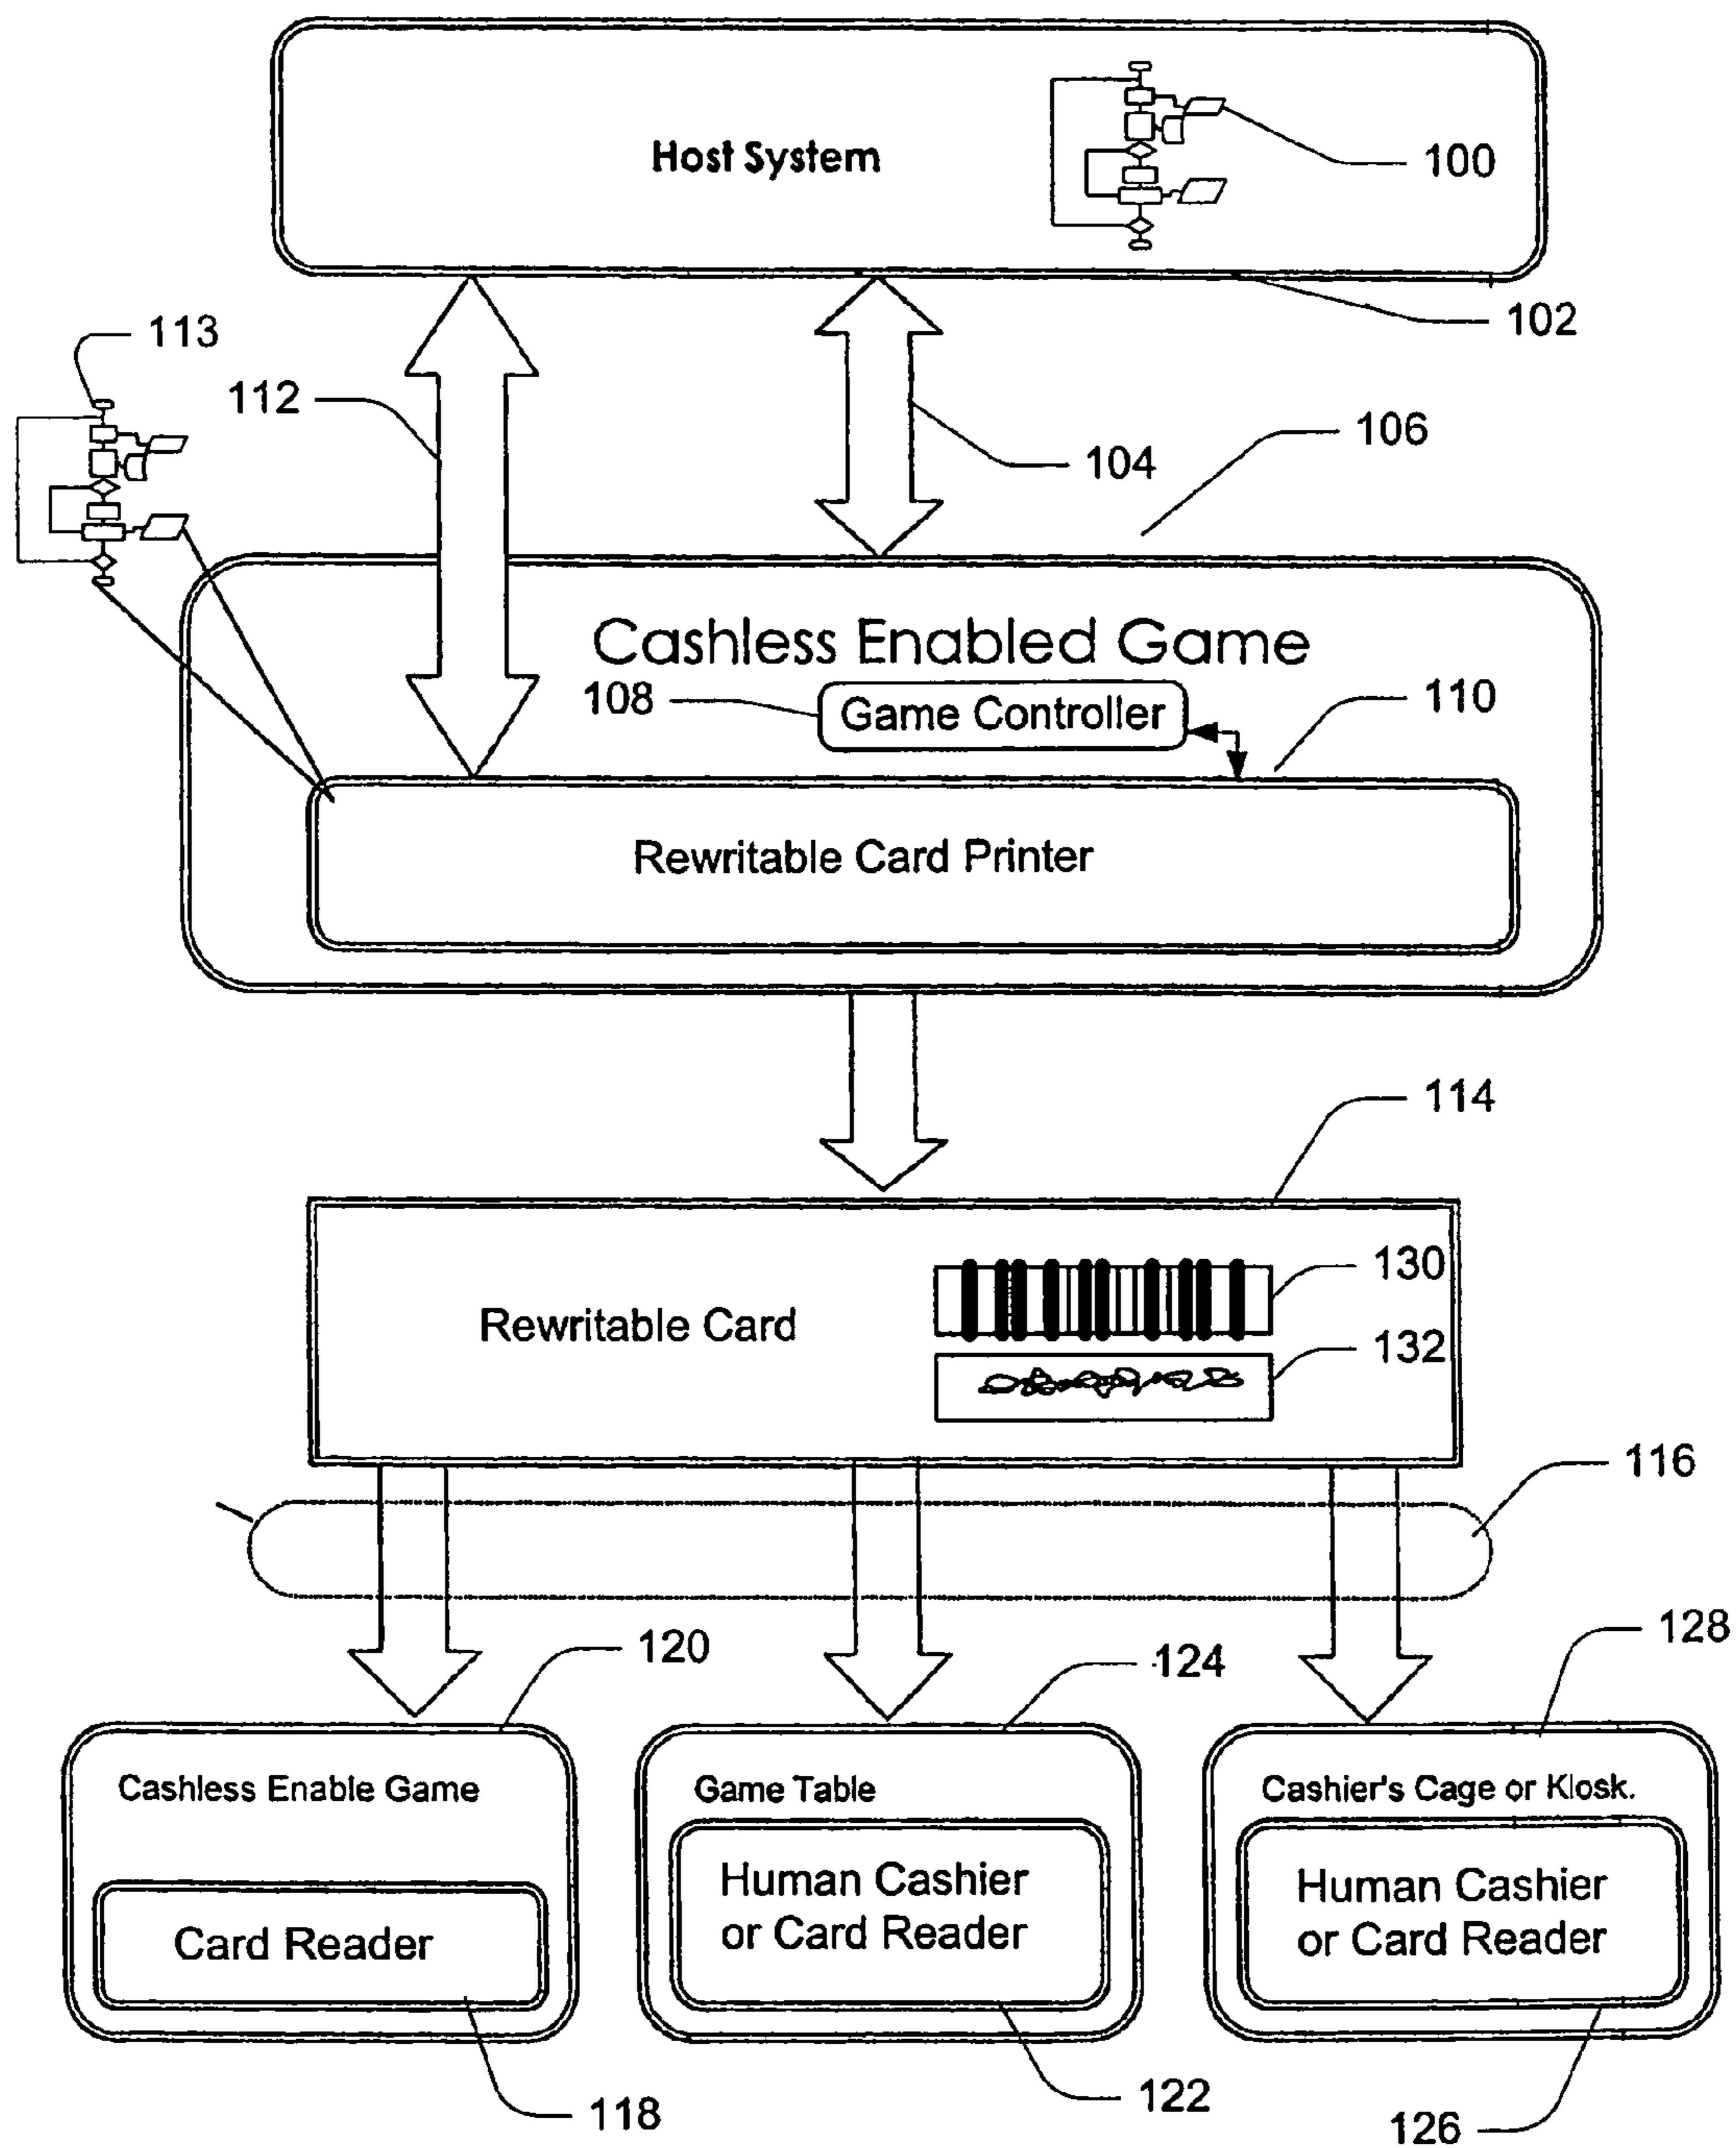 Host System
100
102
113
112
104
106
Cashless Enabled Game
108
Game Controller
110
Rewritable Card Printer
114
Rewritable Card
130
132
116
120
124
128
Cashless Enable Game
Card Reader
Game Table
Human Cashier
or Card Reader
Cashier's Cage or Kiosk.
Human Cashier
or Card Reader
118
122
126